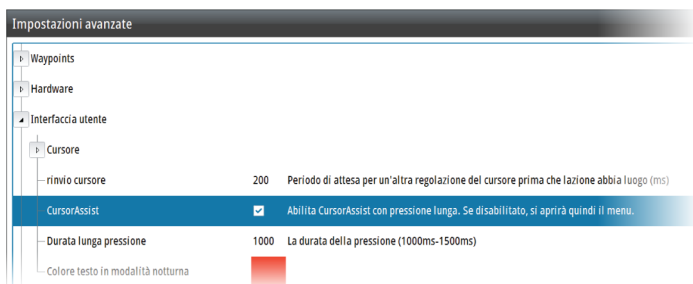 Impostazioni avanzate
Waypoints
Hardware
Interfaccia utente
Cursore
rinvio cursore 200 Periodo di attesa per un'altra regolazione del cursore prima che lazione abbia luogo (ms)
CursorAssist Abilita CursorAssist con pressione lunga. Se disabilitato, si aprirà quindi il menu.
Durata lunga pressione 1000 La durata della pressione (1000ms-1500ms)
Colore testo in modalità notturna